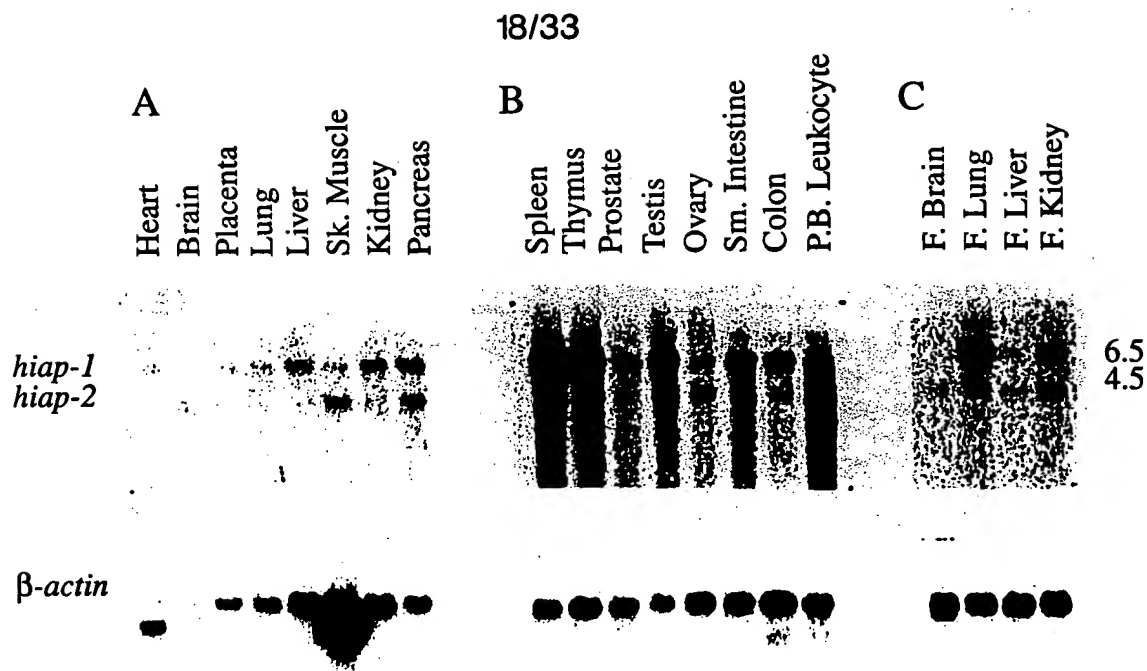 18/33
A
B
C
Heart
Brain
Placenta
Lung
Liver
Sk. Muscle
Kidney
Pancreas
Spleen
Thymus
Prostate
Testis
Ovary
Sm. Intestine
Colon
P.B. Leukocyte
F. Brain
F. Lung
F. Liver
F. Kidney
hiap-1
hiap-2
6.5
4.5
β-actin